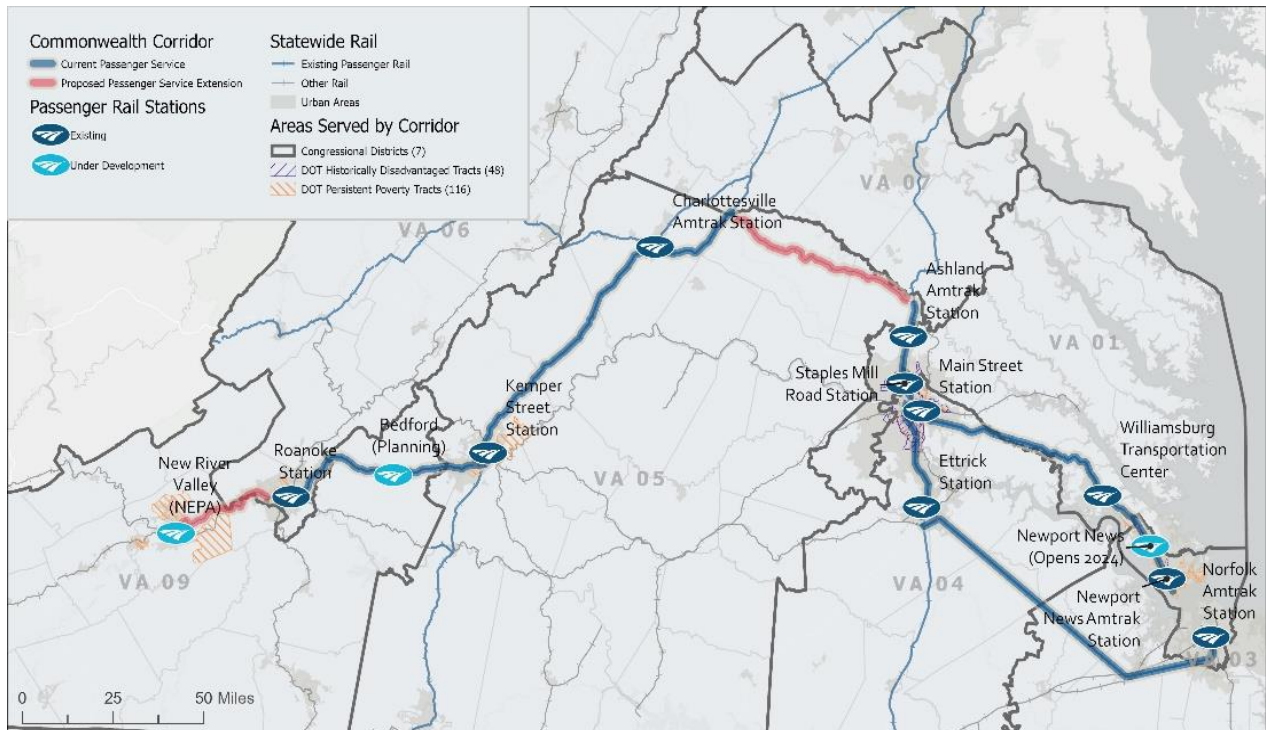 Commonwealth Corridor
Current Passenger Service
Proposed Passenger Service Extension
Passenger Rail Stations
Existing
Under Development
Statewide Rail
Existing Passenger Rail
Other Rail
Urban Areas
Areas Served by Corridor
Congressional Districts (7)
DOT Historically Disadvantaged Tracts (48)
DOT Persistent Poverty Tracts (116)
VA 07
VA 06
Charlottesville
Amtrak Station
Ashland
Amtrak
Station
VA 01
Staples Mill
Road Station
Main Street
Station
Kemper
Street
Station
Bedford
(Planning)
Roanoke
Station
New River
Valley
(NEPA)
Williamsburg
Transportation
Center
VA 05
Ettrick
Station
Newport News
(Opens 2024)
VA 09
VA 04
Norfolk
Amtrak
Station
Newport
News Amtrak
Station
VA 03
0 25 50 Miles